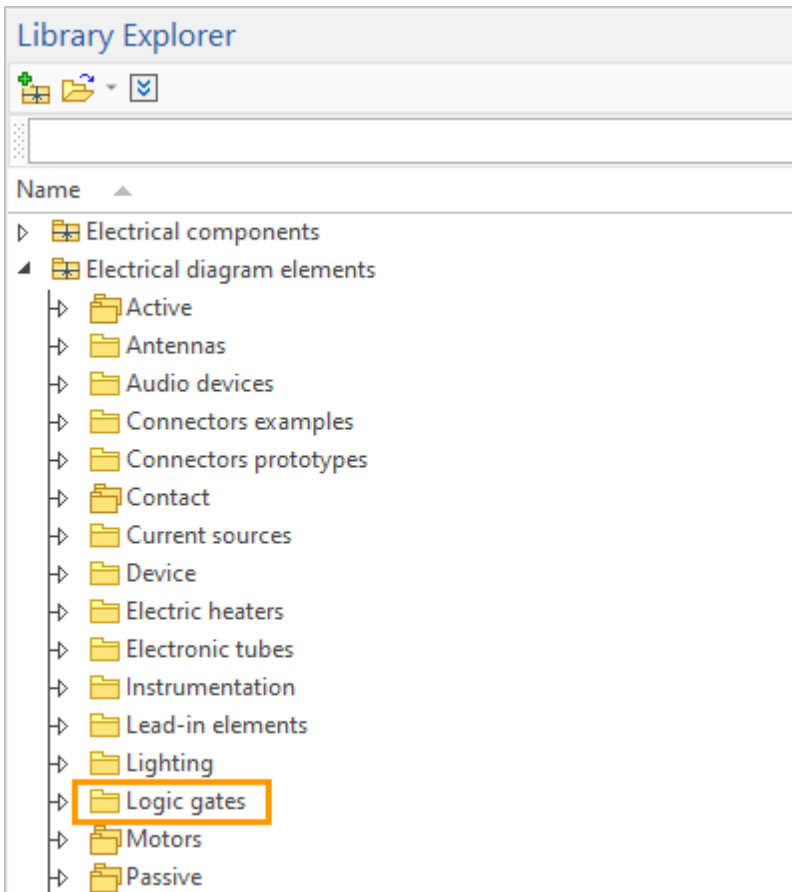 Library Explorer
Name
Electrical components
Electrical diagram elements
Active
Antennas
Audio devices
Connectors examples
Connectors prototypes
Contact
Current sources
Device
Electric heaters
Electronic tubes
Instrumentation
Lead-in elements
Lighting
Logic gates
Motors
Passive